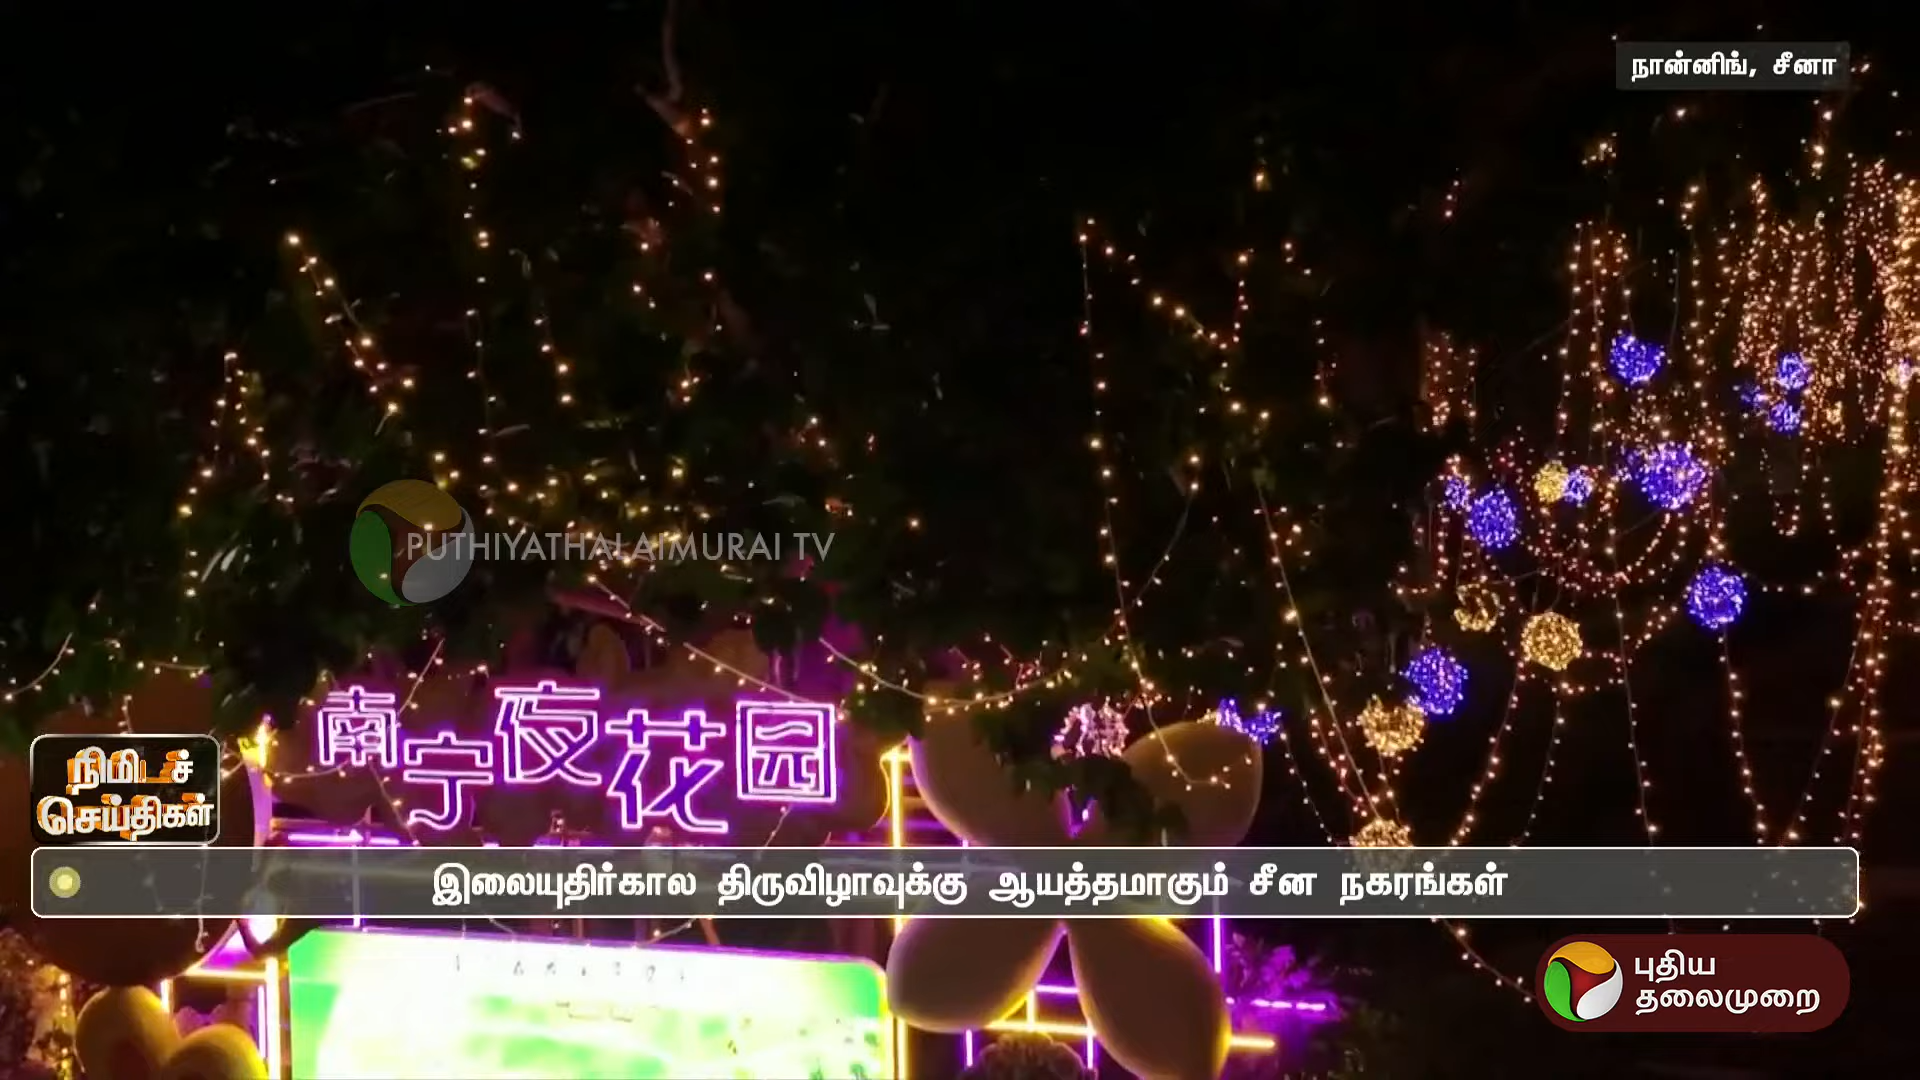 நான்னிங், சீனா
PUTHIYATHALAIMURAI TV
南宁夜花园
நிமிடச்
செய்திகள்
இலையுதிர்கால திருவிழாவுக்கு ஆயத்தமாகும் சீன நகரங்கள்
புதிய
தலைமுறை